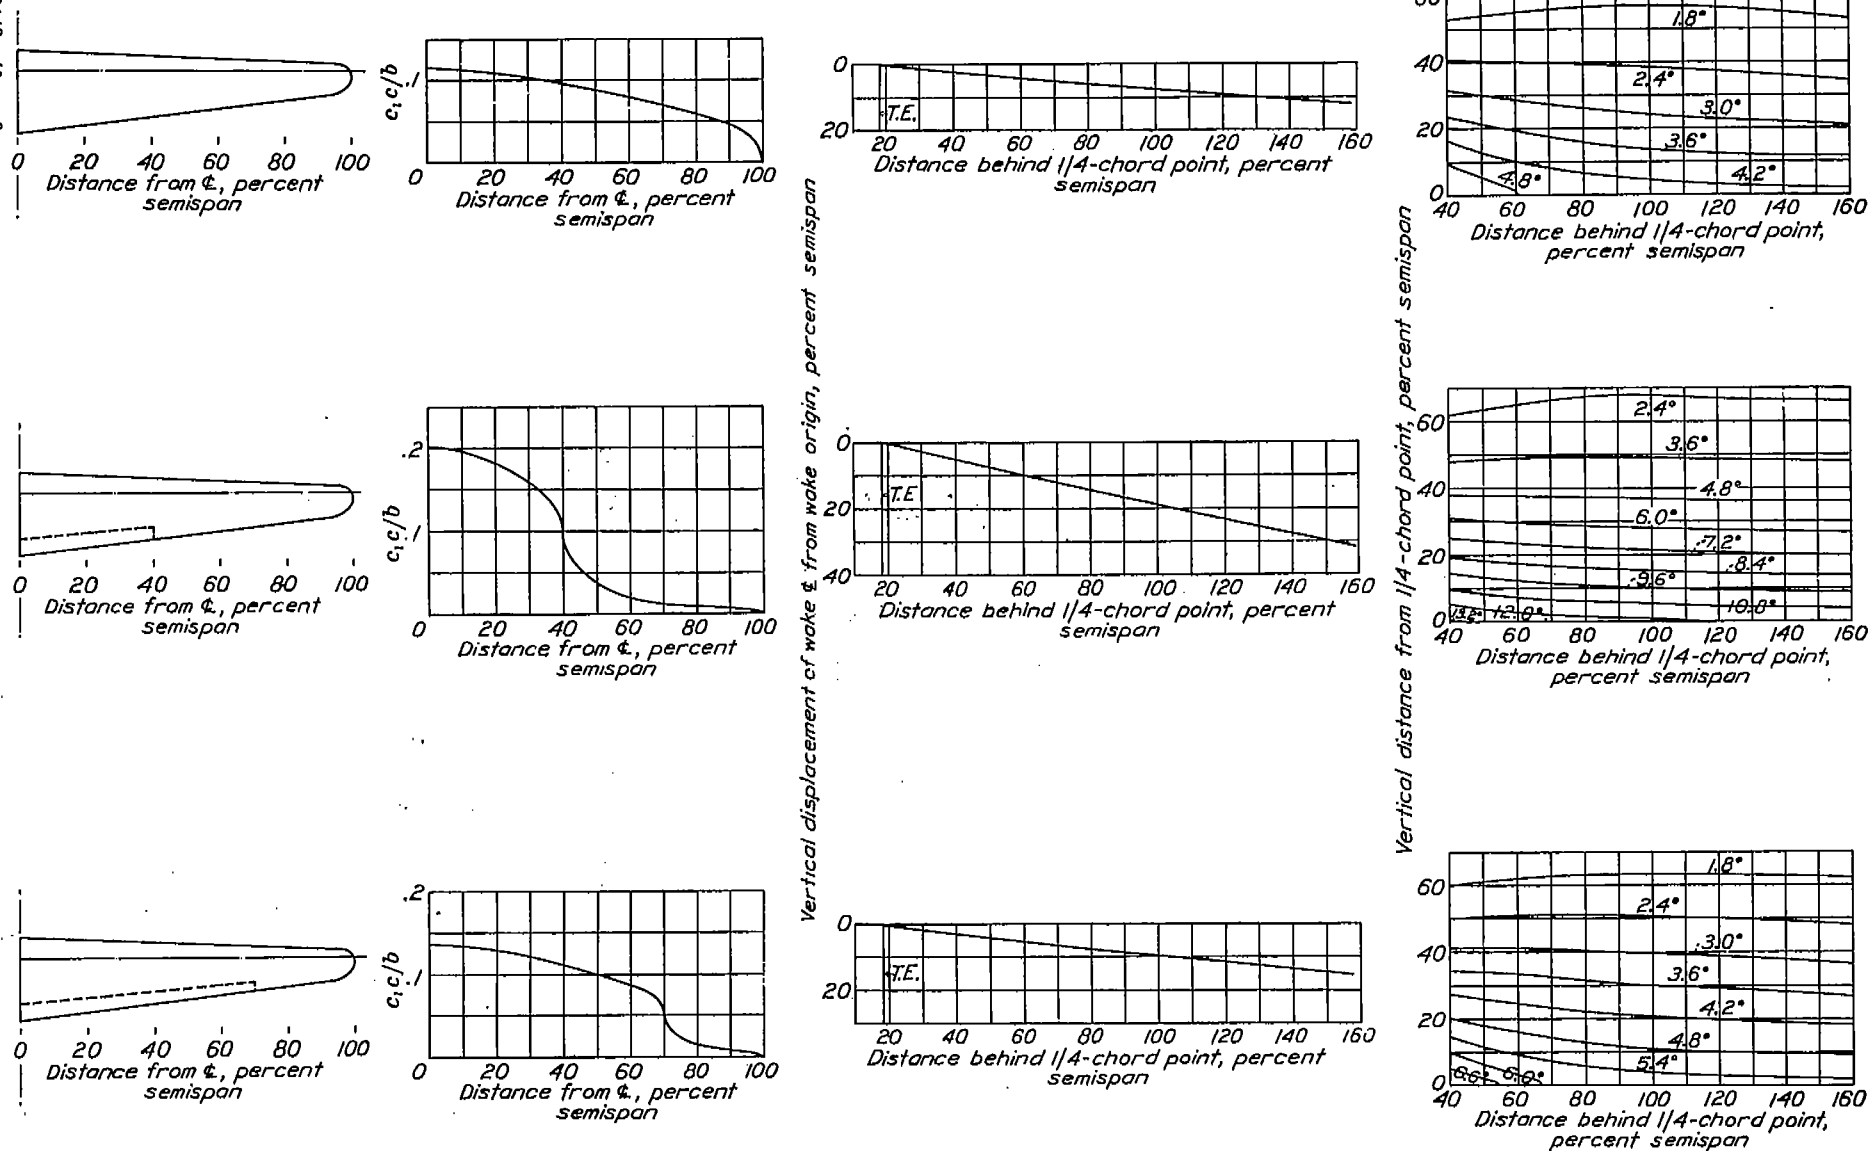 0 20 40 60 80 100
Distance from ℄, percent
semispan
c₁c/b
.1
0 20 40 60 80 100
Distance from ℄, percent
semispan
0
20
T.E.
20 40 60 80 100 120 140 160
Distance behind 1/4-chord point, percent
semispan
40
20
0
1.8°
2.4°
3.0°
3.6°
4.2°
4.8°
40 60 80 100 120 140 160
Distance behind 1/4-chord point,
percent semispan
Vertical displacement of wake ℄ from wake origin, percent semispan
Vertical distance from 1/4-chord point, percent semispan
0 20 40 60 80 100
Distance from ℄, percent
semispan
c₁c/b
.2
.1
0 20 40 60 80 100
Distance from ℄, percent
semispan
0
20
40
T.E
20 40 60 80 100 120 140 160
Distance behind 1/4-chord point, percent
semispan
60
40
20
0
2.4°
3.6°
4.8°
6.0°
7.2°
8.4°
9.6°
10.8°
12.0°
40 60 80 100 120 140 160
Distance behind 1/4-chord point,
percent semispan
0 20 40 60 80 100
Distance from ℄, percent
semispan
c₁c/b
.2
.1
0 20 40 60 80 100
Distance from ℄, percent
semispan
0
20
T.E.
20 40 60 80 100 120 140 160
Distance behind 1/4-chord point, percent
semispan
60
40
20
0
1.8°
2.4°
3.0°
3.6°
4.2°
4.8°
5.4°
6.6° 6.0°
40 60 80 100 120 140 160
Distance behind 1/4-chord point,
percent semispan